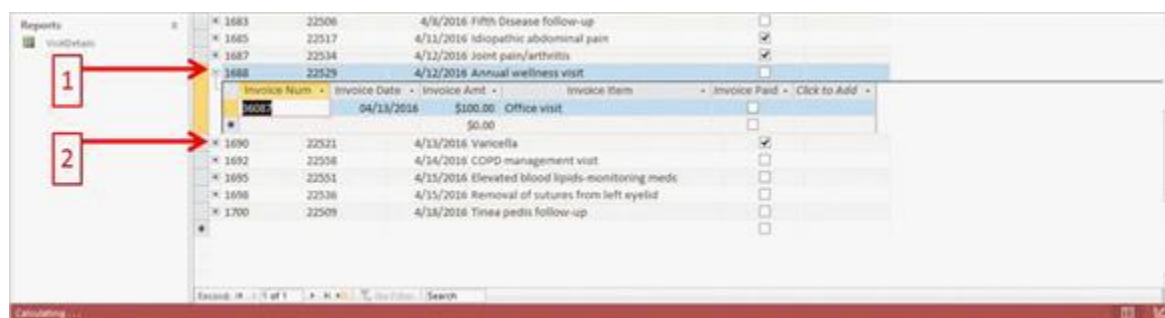 Reports
VisitDetails
1683 22506 4/8/2016 Fifth Disease follow-up
1685 22517 4/11/2016 Idiopathic abdominal pain
1687 22534 4/12/2016 Joint pain/arthritis
1
1688 22529 4/12/2016 Annual wellness visit
Invoice Num Invoice Date Invoice Amt Invoice Item Invoice Paid Click to Add
36087 04/13/2016 $100.00 Office visit
$0.00
2
1690 22521 4/13/2016 Varicella
1692 22558 4/14/2016 COPD management visit
1695 22551 4/15/2016 Elevated blood lipids-monitoring meds
1698 22536 4/15/2016 Removal of sutures from left eyelid
1700 22509 4/18/2016 Tinea pedis follow-up
Record: 1 of 1 No Filter Search
Calculating...